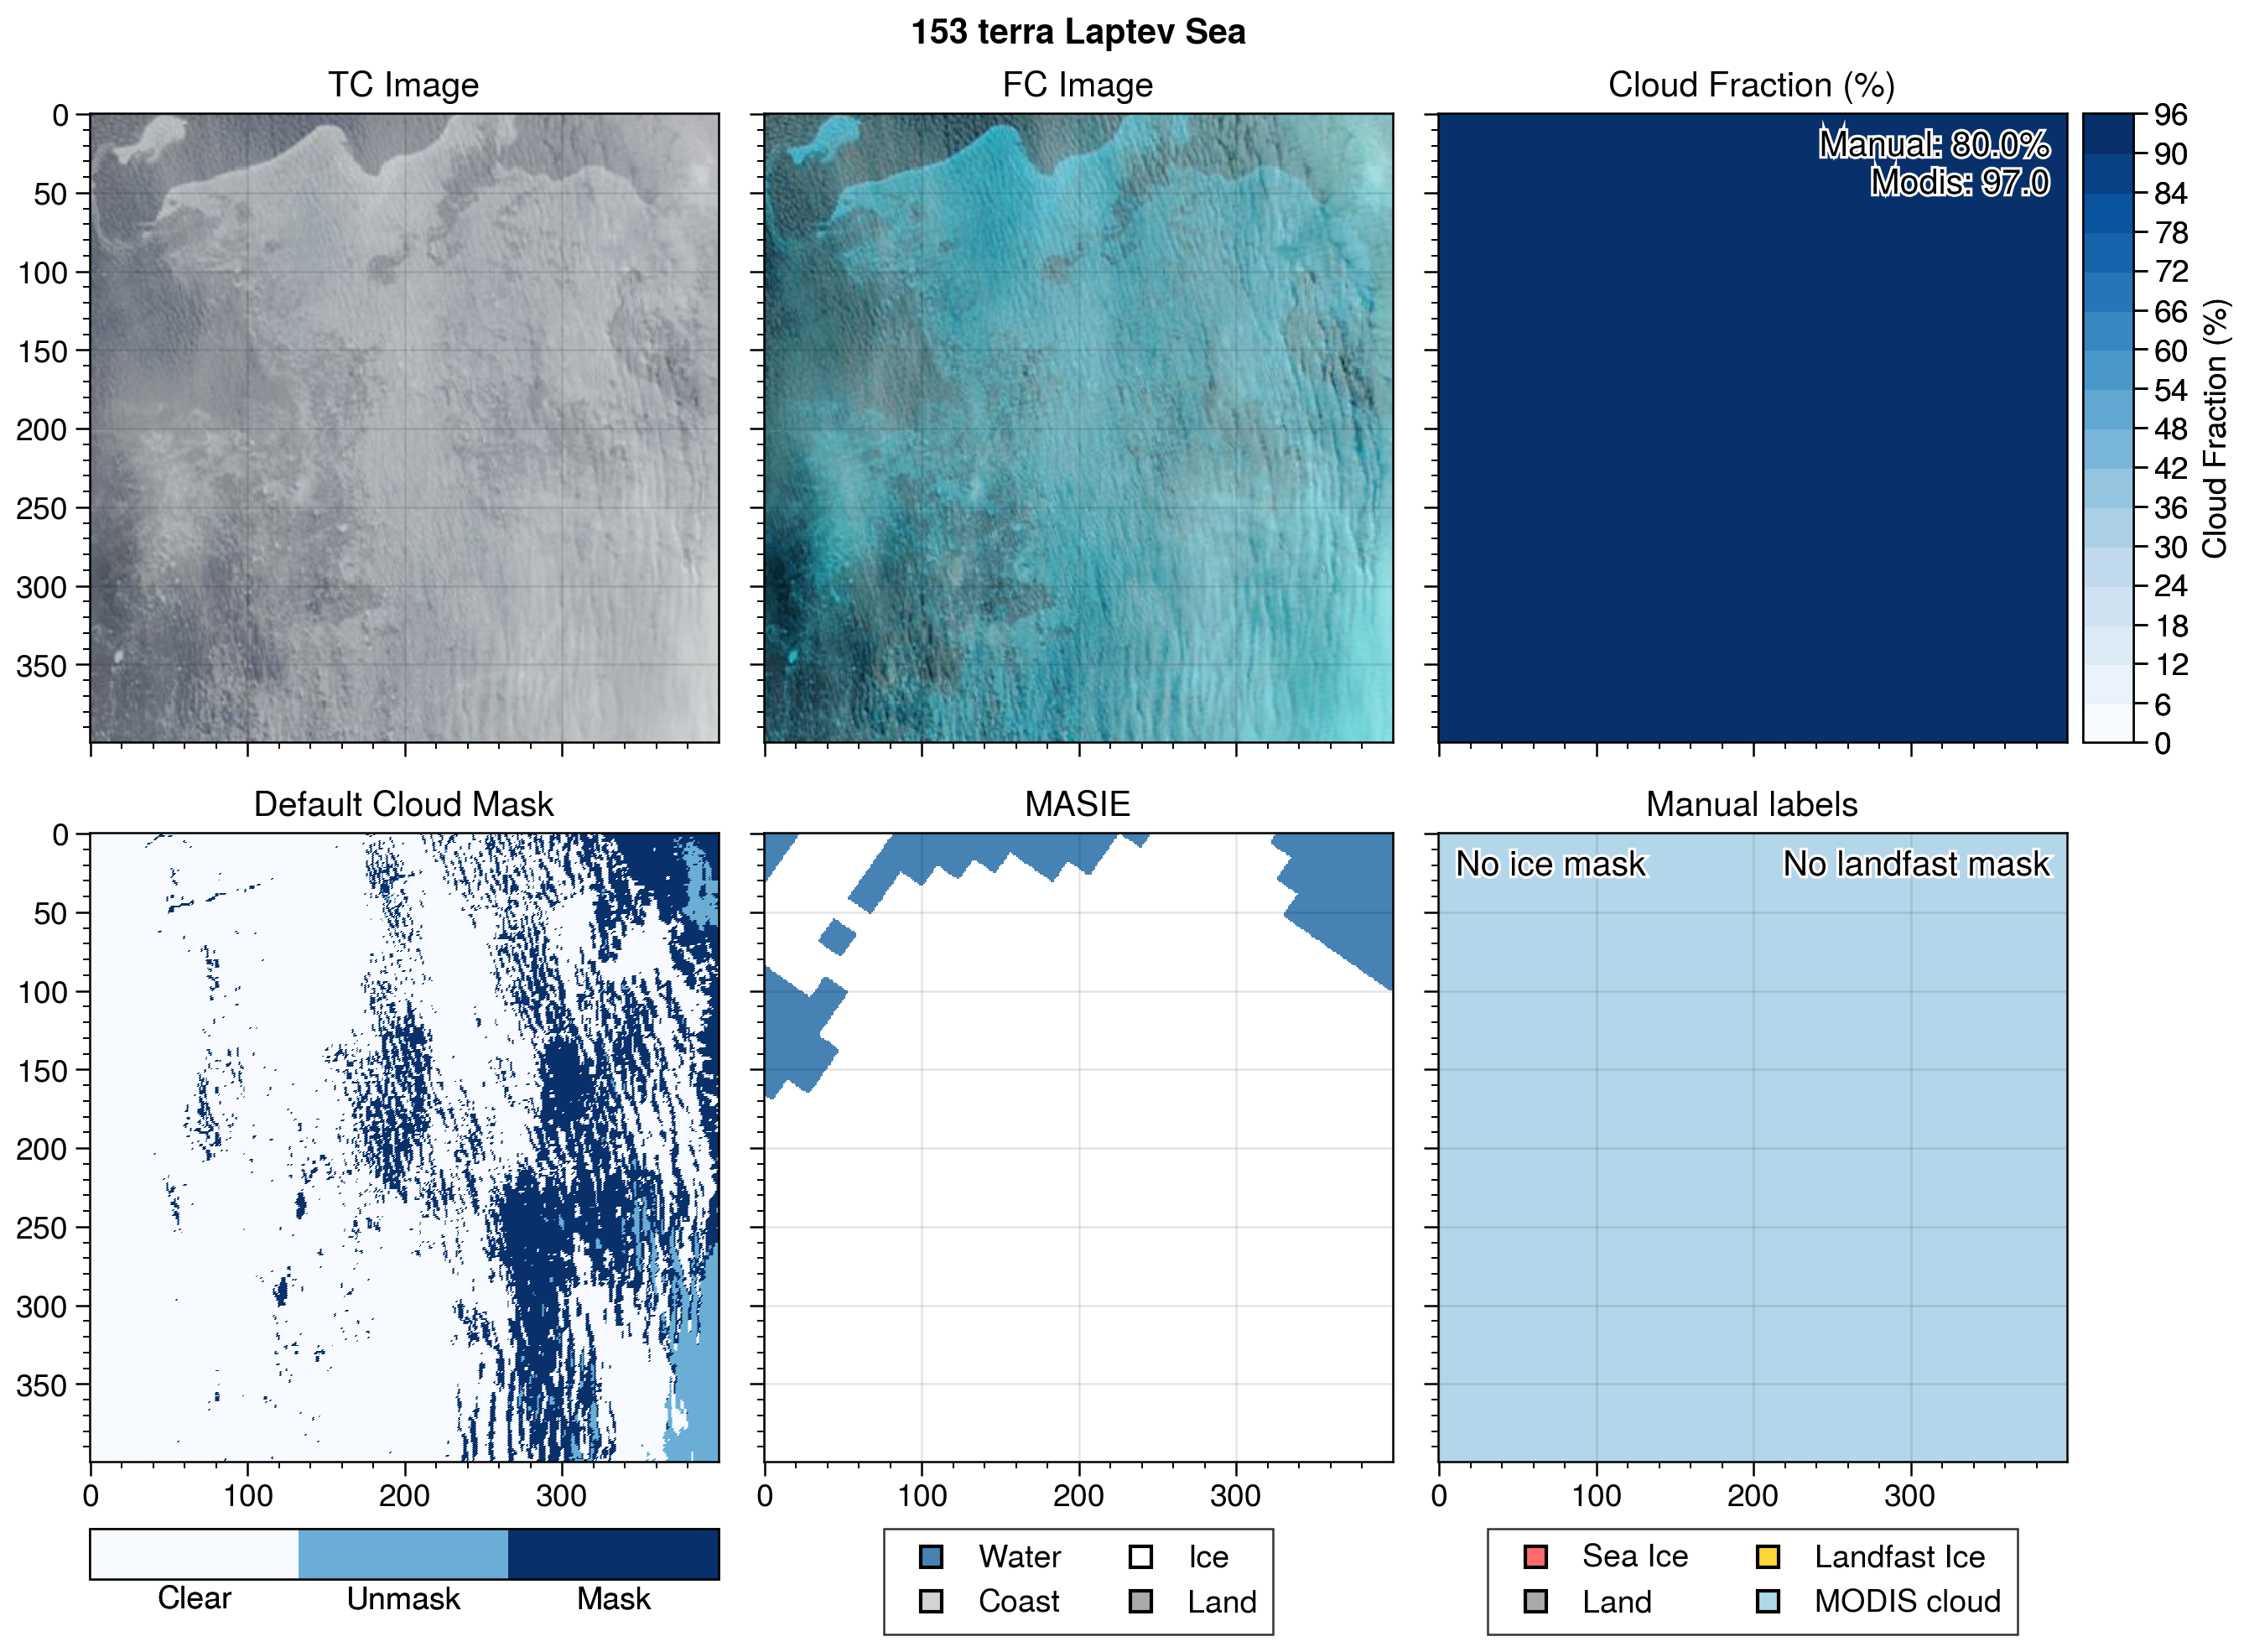 153 terra Laptev Sea
TC Image
FC Image
Cloud Fraction (%)
0
50
100
150
200
250
300
350
Manual: 80.0%
Modis: 97.0
96
90
84
78
72
66
60
54
48
42
36
30
24
18
12
6
0
Cloud Fraction (%)
Default Cloud Mask
MASIE
Manual labels
0
50
100
150
200
250
300
350
No ice mask
No landfast mask
0
100
200
300
0
100
200
300
0
100
200
300
Clear
Unmask
Mask
Water
Ice
Coast
Land
Sea Ice
Landfast Ice
Land
MODIS cloud